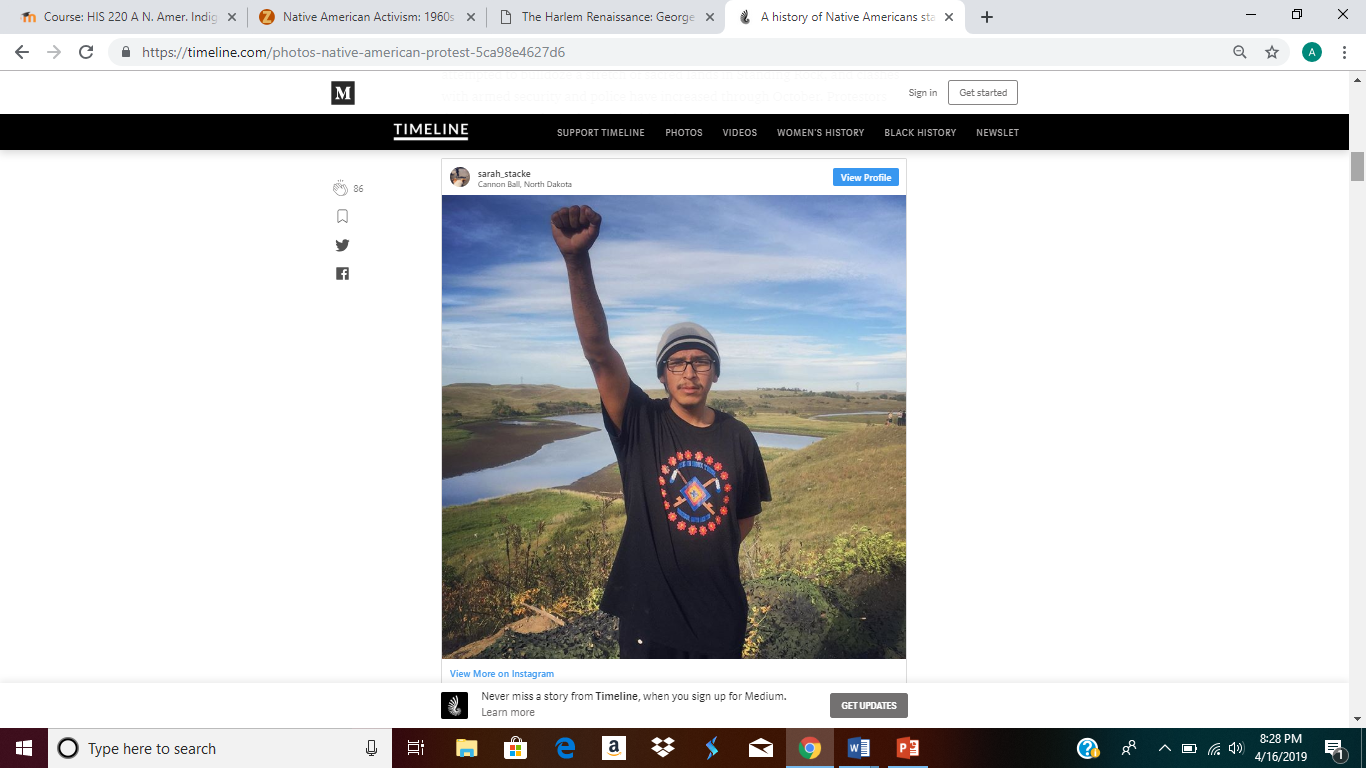 Course: HIS 220 A N. Amer. Indig
Native American Activism: 1960s
The Harlem Renaissance: George
A history of Native Americans sta
https://timeline.com/photos-native-american-protest-5ca98e4627d6
M
Sign in
Get started
TIMELINE
SUPPORT TIMELINE
PHOTOS
VIDEOS
WOMEN'S HISTORY
BLACK HISTORY
NEWSLET
86
sarah_stacke
Cannon Ball, North Dakota
View Profile
View More on Instagram
Never miss a story from Timeline, when you sign up for Medium.
Learn more
GET UPDATES
Type here to search
8:28 PM
4/16/2019